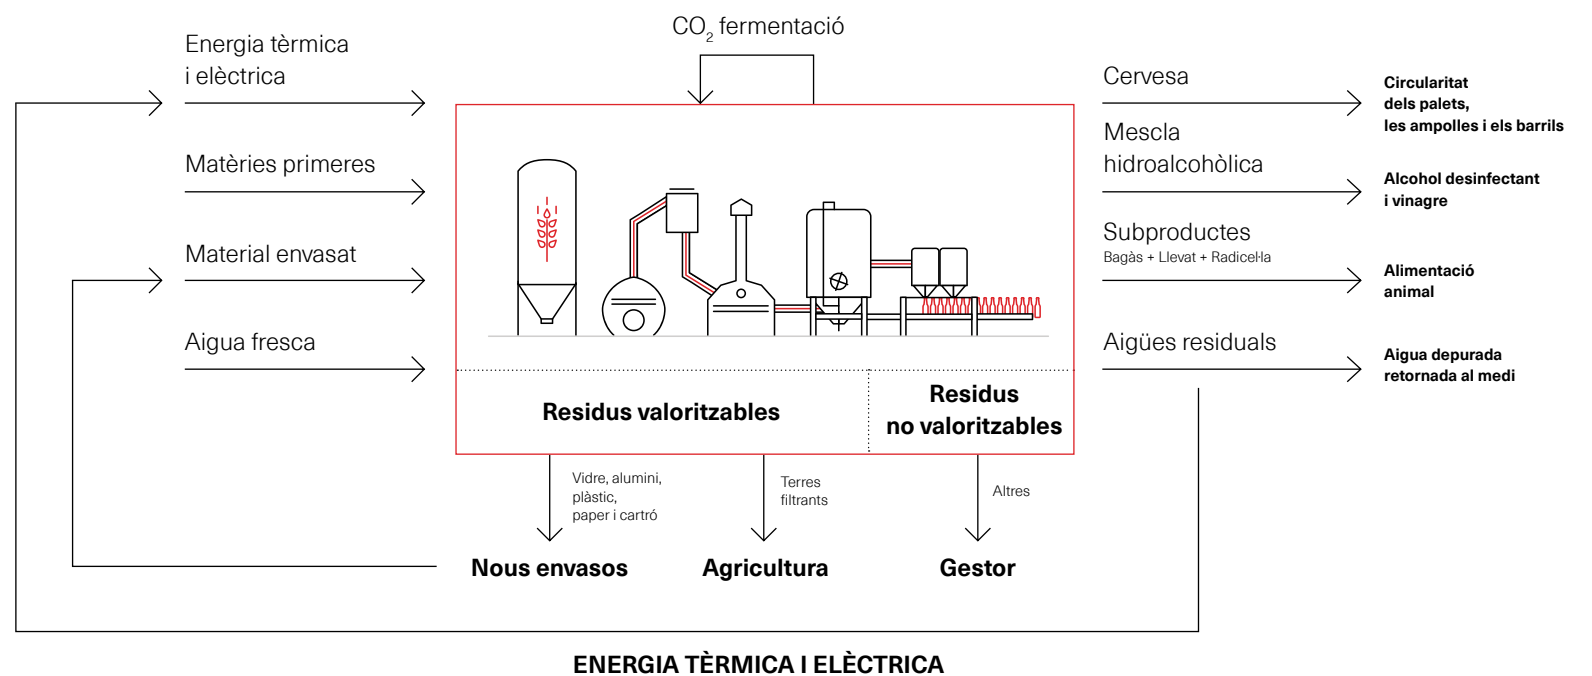 CO2 fermentació
Energia tèrmica
i elèctrica
Matèries primeres
Material envasat
Aigua fresca
Cervesa
Circularitat
dels palets,
les ampolles i els barrils
Mescla
hidroalcohòlica
Alcohol desinfectant
i vinagre
Subproductes
Bagàs + Llevat + Radicel·la
Alimentació
animal
Aigües residuals
Aigua depurada
retornada al medi
Residus valoritzables
Residus
no valoritzables
Vidre, alumini,
plàstic,
paper i cartró
Terres
filtrants
Altres
Nous envasos
Agricultura
Gestor
ENERGIA TÈRMICA I ELÈCTRICA